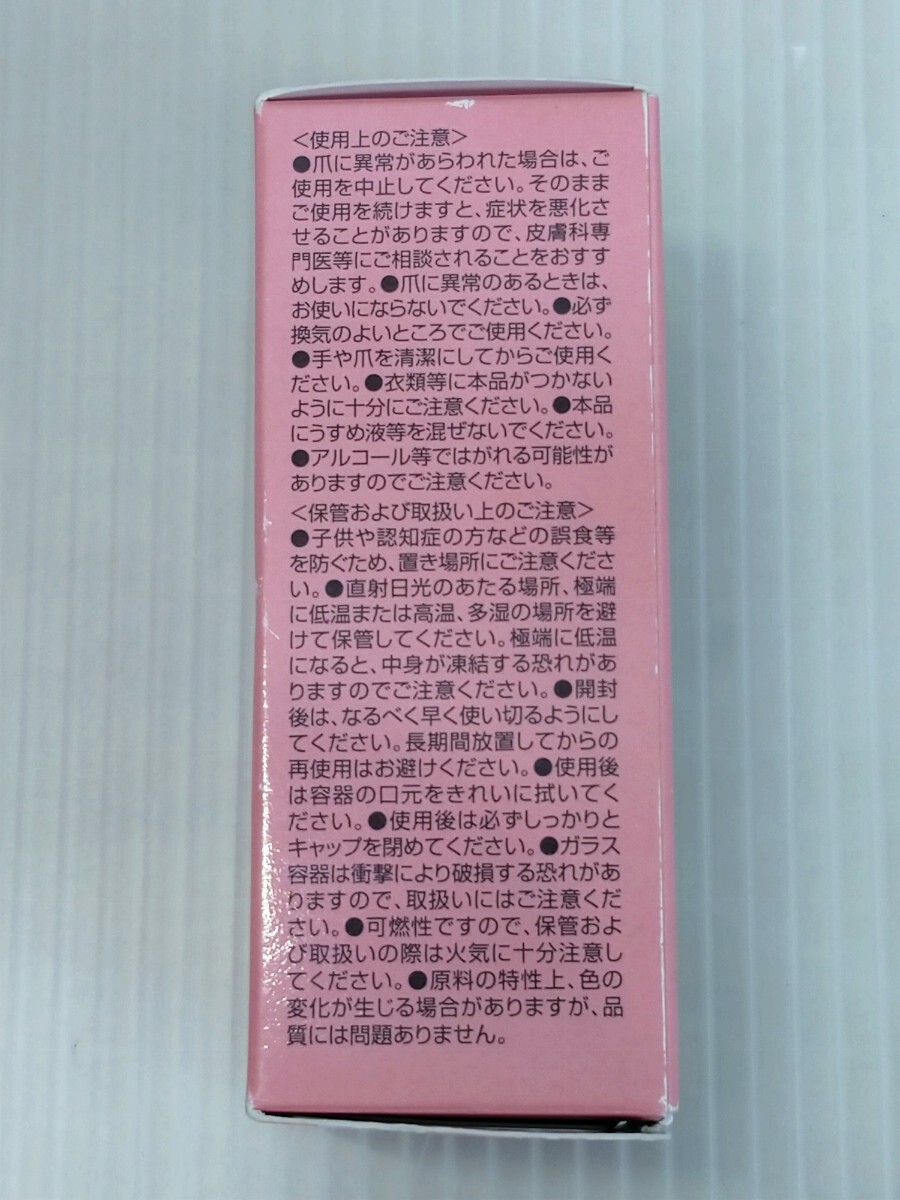 ＜使用上のご注意＞
●爪に異常があらわれた場合は、ご
使用を中止してください。そのまま
ご使用を続けますと、症状を悪化さ
せることがありますので、皮膚科専
門医等にご相談されることをおすす
めします。●爪に異常のあるときは、
お使いにならないでください。●必ず
換気のよいところでご使用ください。
●手や爪を清潔にしてからご使用く
ださい。●衣類等に本品がつかない
ように十分にご注意ください。●本品
にうすめ液等を混ぜないでください。
●アルコール等ではがれる可能性が
ありますのでご注意ください。
＜保管および取扱い上のご注意＞
●子供や認知症の方などの誤食等
を防ぐため、置き場所にご注意くださ
い。●直射日光のあたる場所、極端
に低温または高温、多湿の場所を避
けて保管してください。極端に低温
になると、中身が凍結する恐れがあ
りますのでご注意ください。●開封
後は、なるべく早く使い切るようにし
てください。長期間放置してからの
再使用はお避けください。●使用後
は容器の口元をきれいに拭いてく
ださい。●使用後は必ずしっかりと
キャップを閉めてください。●ガラス
容器は衝撃により破損する恐れがあ
りますので、取扱いにはご注意くだ
さい。●可燃性ですので、保管およ
び取扱いの際は火気に十分注意し
てください。●原料の特性上、色の
変化が生じる場合がありますが、品
質には問題ありません。